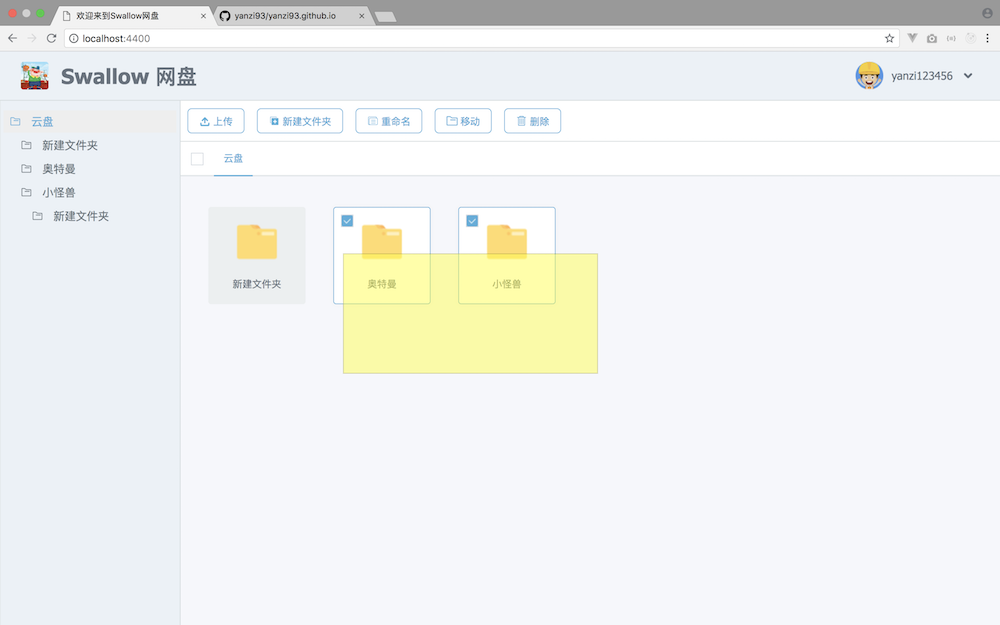 欢迎来到Swallow网盘
yanzi93/yanzi93.github.io
localhost:4400
Swallow 网盘
yanzi123456
云盘
新建文件夹
奥特曼
小怪兽
新建文件夹
上传
新建文件夹
重命名
移动
删除
云盘
新建文件夹
奥特曼
小怪兽